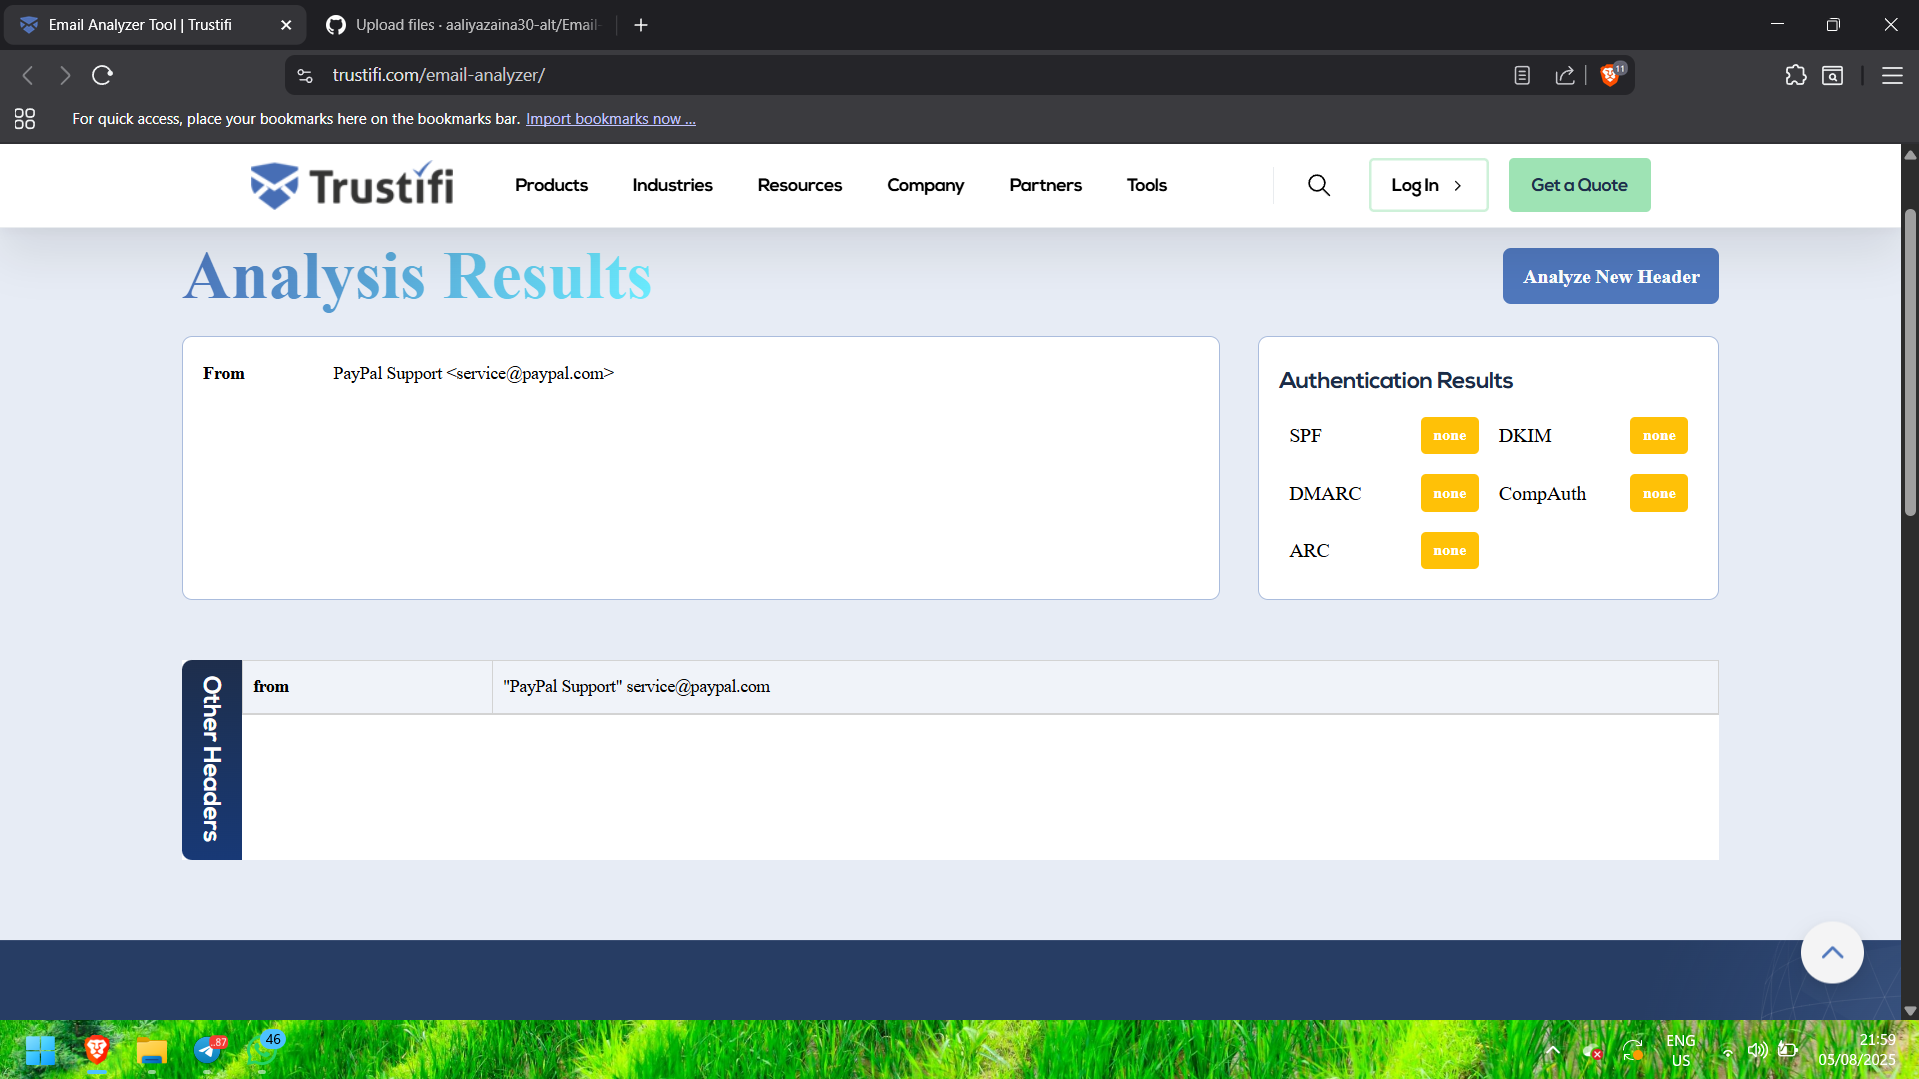 Email Analyzer Tool | Trustifi
Upload files · aaliyazaina30-alt/Email-
trustifi.com/email-analyzer/
11
For quick access, place your bookmarks here on the bookmarks bar. Import bookmarks now ...
Trustifi
Products
Industries
Resources
Company
Partners
Tools
Log In
Get a Quote
Analysis Results
Analyze New Header
From
PayPal Support <service@paypal.com>
Authentication Results
SPF
none
DKIM
none
DMARC
none
CompAuth
none
ARC
none
Other Headers
from
"PayPal Support" service@paypal.com
..87
46
ENG
US
21:59
05/08/2025